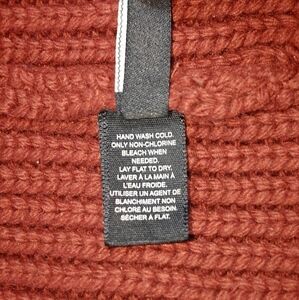 HAND WASH COLD.
ONLY NON-CHLORINE
BLEACH WHEN
NEEDED.
LAY FLAT TO DRY.
LAVER À LA MAIN À
L'EAU FROIDE.
UTILISER UN AGENT DE
BLANCHIMENT NON
CHLORÉ AU BESOIN.
SÉCHER À FLAT.